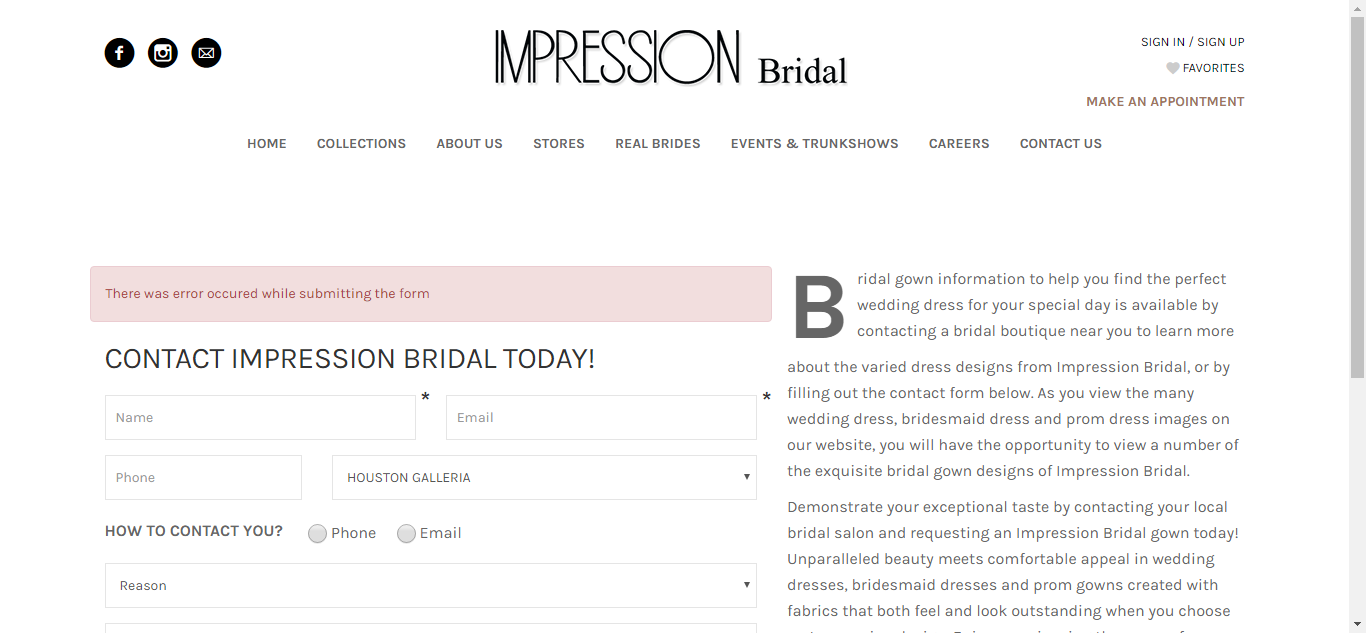 IMPRESSION Bridal
SIGN IN / SIGN UP
FAVORITES
MAKE AN APPOINTMENT
HOME COLLECTIONS ABOUT US STORES REAL BRIDES EVENTS & TRUNKSHOWS CAREERS CONTACT US
There was error occured while submitting the form
CONTACT IMPRESSION BRIDAL TODAY!
Name *
Email *
Phone
HOUSTON GALLERIA
HOW TO CONTACT YOU? Phone Email
Reason
Bridal gown information to help you find the perfect
wedding dress for your special day is available by
contacting a bridal boutique near you to learn more
about the varied dress designs from Impression Bridal, or by
filling out the contact form below. As you view the many
wedding dress, bridesmaid dress and prom dress images on
our website, you will have the opportunity to view a number of
the exquisite bridal gown designs of Impression Bridal.
Demonstrate your exceptional taste by contacting your local
bridal salon and requesting an Impression Bridal gown today!
Unparalleled beauty meets comfortable appeal in wedding
dresses, bridesmaid dresses and prom gowns created with
fabrics that both feel and look outstanding when you choose